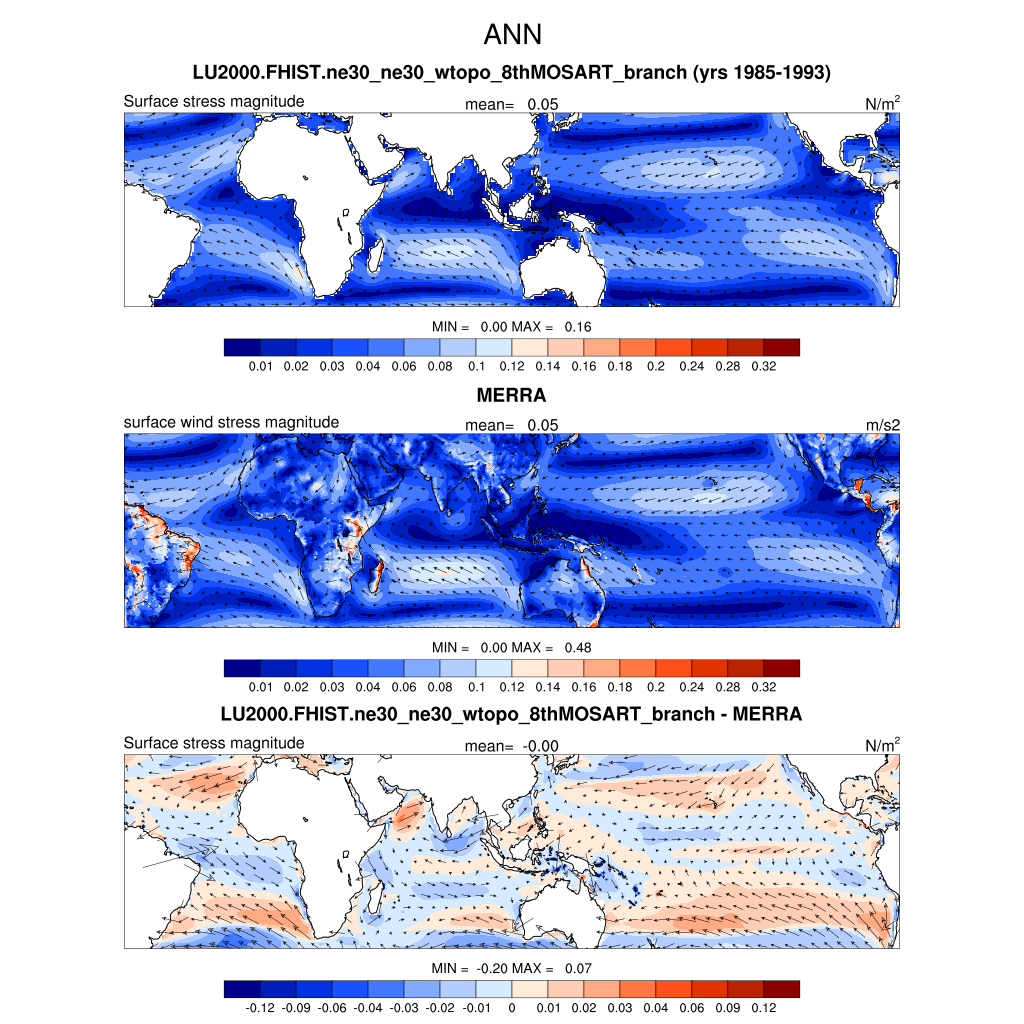 ANN
LU2000.FHIST.ne30_ne30_wtopo_8thMOSART_branch (yrs 1985-1993)
Surface stress magnitude mean= 0.05 N/m2
MIN = 0.00 MAX = 0.16
0.01 0.02 0.03 0.04 0.06 0.08 0.1 0.12 0.14 0.16 0.18 0.2 0.24 0.28 0.32
MERRA
surface wind stress magnitude mean= 0.05 m/s2
MIN = 0.00 MAX = 0.48
0.01 0.02 0.03 0.04 0.06 0.08 0.1 0.12 0.14 0.16 0.18 0.2 0.24 0.28 0.32
LU2000.FHIST.ne30_ne30_wtopo_8thMOSART_branch - MERRA
Surface stress magnitude mean= -0.00 N/m2
MIN = -0.20 MAX = 0.07
-0.12 -0.09 -0.06 -0.04 -0.03 -0.02 -0.01 0 0.01 0.02 0.03 0.04 0.06 0.09 0.12